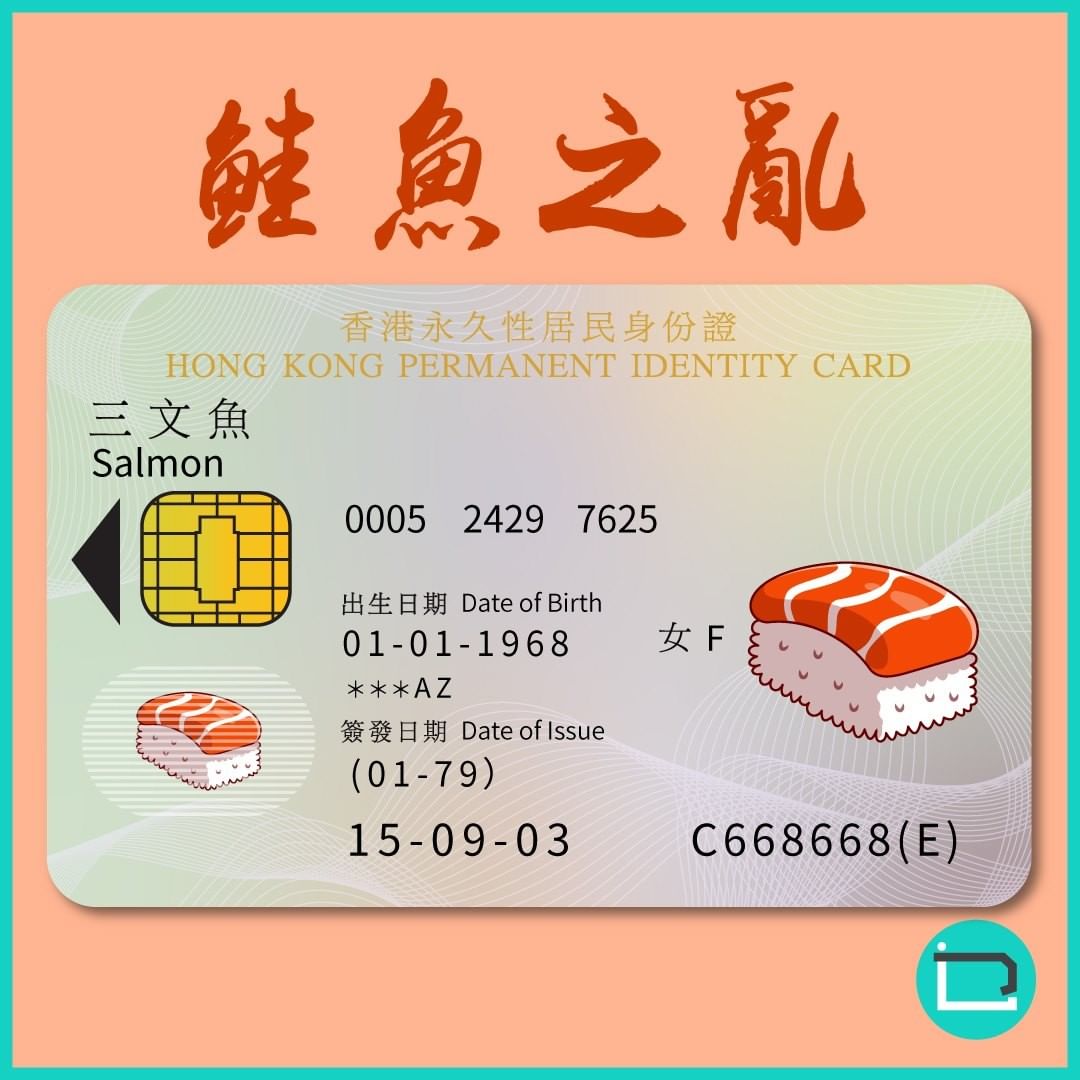 鮭魚之亂
香港永久性居民身份證
HONG KONG PERMANENT IDENTITY CARD
三文魚
Salmon
0005 2429 7625
出生日期 Date of Birth
01-01-1968
女 F
***AZ
簽發日期 Date of Issue
(01-79)
15-09-03
C668668(E)